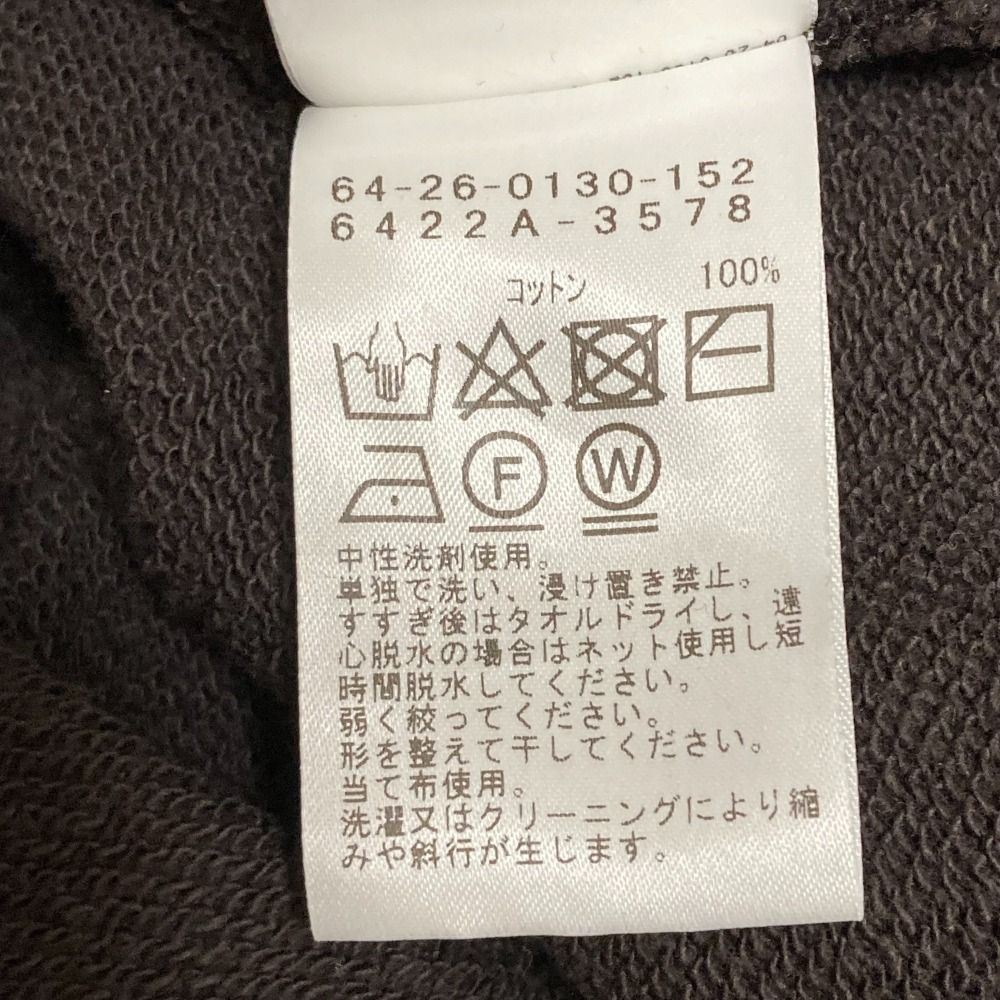 64-26-0130-152
6422A-3578
コットン 100%
F W
中性洗剤使用。
単独で洗い、浸け置き禁止。
すすぎ後はタオルドライし、遠
心脱水の場合はネット使用し短
時間脱水してください。
弱く絞ってください。
形を整えて干してください。
当て布使用。
洗濯又はクリーニングにより縮
みや斜行が生じます。